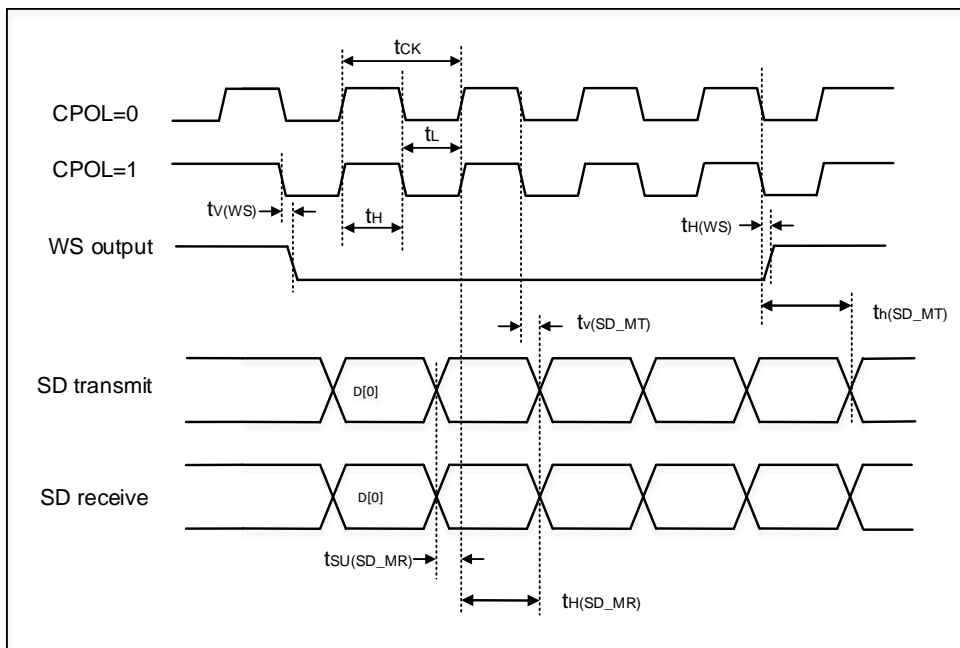 tCK
CPOL=0
tL
CPOL=1
tV(WS)
tH
tH(WS)
WS output
tv(SD_MT)
th(SD_MT)
SD transmit
D[0]
SD receive
D[0]
tSU(SD_MR)
tH(SD_MR)